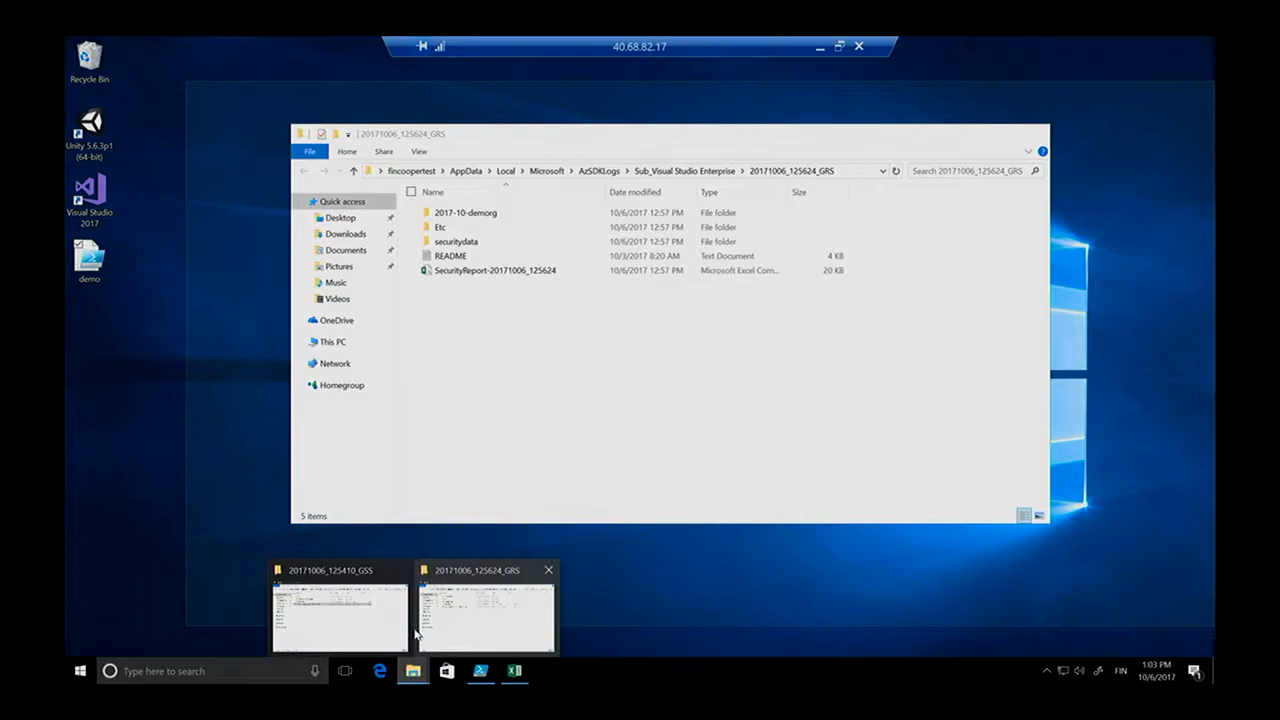 40.68.82.17
Recycle Bin
Unity 5.6.3p1
(64-bit)
Visual Studio
2017
demo
20171006_125624_GRS
File Home Share View
fincoopertest > AppData > Local > Microsoft > AzSDKLogs > Sub_Visual Studio Enterprise > 20171006_125624_GRS
Search 20171006_125624_GRS
Name Date modified Type Size
Quick access
Desktop
Downloads
Documents
Pictures
Music
Videos
OneDrive
This PC
Network
Homegroup
2017-10-demorg 10/6/2017 12:57 PM File folder
Etc 10/6/2017 12:57 PM File folder
securitydata 10/6/2017 12:57 PM File folder
README 10/3/2017 8:20 AM Text Document 4 KB
SecurityReport-20171006_125624 10/6/2017 12:57 PM Microsoft Excel Com... 20 KB
5 items
20171006_125410_GSS
20171006_125624_GRS
Type here to search
FIN
1:03 PM
10/6/2017
1